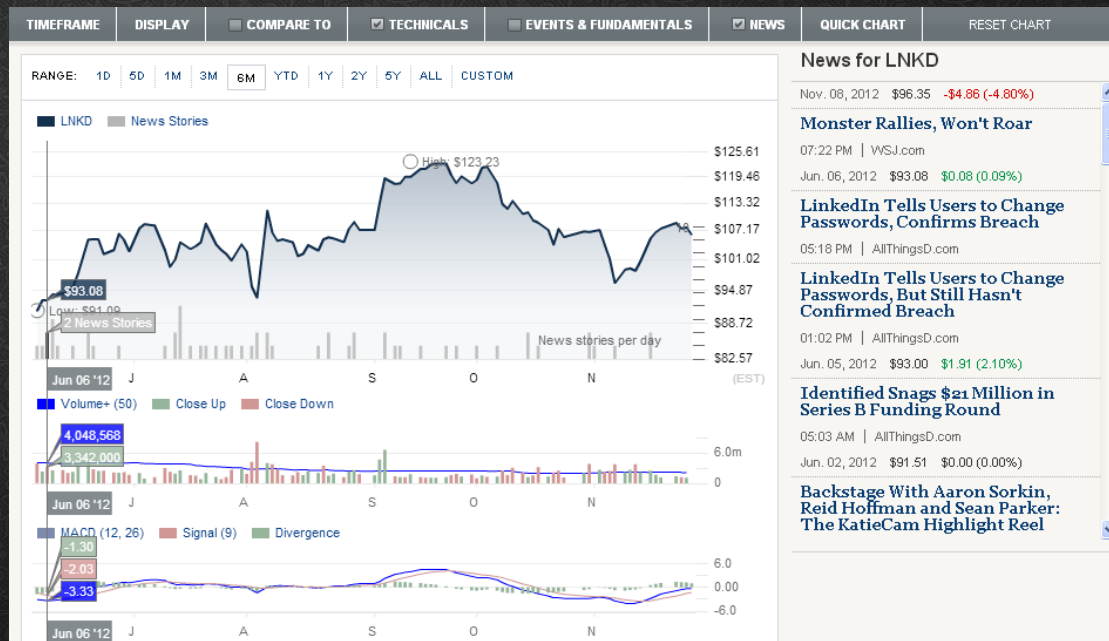 TIMEFRAME DISPLAY COMPARE TO TECHNICALS EVENTS & FUNDAMENTALS NEWS QUICK CHART RESET CHART
RANGE: 1D 5D 1M 3M 6M YTD 1Y 2Y 5Y ALL CUSTOM
LNKD News Stories
High: $123.23
$125.61
$119.46
$113.32
$107.17
$101.02
$94.87
$88.72
$82.57
$93.08
Low: $91.09
2 News Stories
News stories per day
Jun 06 '12 J A S O N (EST)
Volume+ (50) Close Up Close Down
4,048,568
3,342,000
6.0m
0
Jun 06 '12 J A S O N
MACD (12, 26) Signal (9) Divergence
-1.30
-2.03
-3.33
6.0
0.00
-6.0
Jun 06 '12 J A S O N
News for LNKD
Nov. 08, 2012 $96.35 -$4.86 (-4.80%)
Monster Rallies, Won't Roar
07:22 PM | WSJ.com
Jun. 06, 2012 $93.08 $0.08 (0.09%)
LinkedIn Tells Users to Change
Passwords, Confirms Breach
05:18 PM | AllThingsD.com
LinkedIn Tells Users to Change
Passwords, But Still Hasn't
Confirmed Breach
01:02 PM | AllThingsD.com
Jun. 05, 2012 $93.00 $1.91 (2.10%)
Identified Snags $21 Million in
Series B Funding Round
05:03 AM | AllThingsD.com
Jun. 02, 2012 $91.51 $0.00 (0.00%)
Backstage With Aaron Sorkin,
Reid Hoffman and Sean Parker:
The KatieCam Highlight Reel